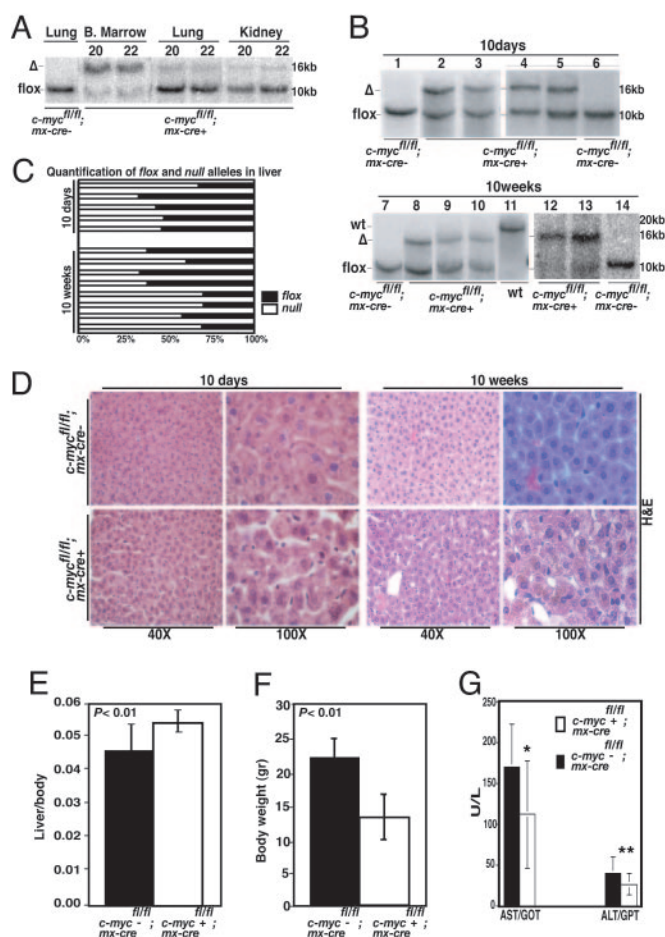 A
Lung B. Marrow Lung Kidney
20 22 20 22 20 22
Δ 16kb
flox 10kb
c-myc fl/fl;
mx-cre-
c-myc fl/fl;
mx-cre+
B
10days
1 2 3 4 5 6
Δ 16kb
flox 10kb
c-myc fl/fl;
mx-cre-
c-myc fl/fl;
mx-cre+
c-myc fl/fl;
mx-cre-
10weeks
7 8 9 10 11 12 13 14
wt 20kb
Δ 16kb
flox 10kb
c-myc fl/fl;
mx-cre-
c-myc fl/fl;
mx-cre+
wt
c-myc fl/fl;
mx-cre+
c-myc fl/fl;
mx-cre-
C
Quantification of flox and null alleles in liver
10 days
10 weeks
flox
null
0% 25% 50% 75% 100%
D
10 days 10 weeks
c-myc fl/fl.
mx-cre-
c-myc fl/fl.
mx-cre+
H&E
40X 100X 40X 100X
E
P< 0.01
0.06
0.05
0.04
0.03
0.02
0.01
0.00
Liver/body
fl/fl fl/fl
c-myc - ; c-myc + ;
mx-cre mx-cre
F
P< 0.01
30
25
20
15
10
5
0
Body weight (gr)
fl/fl fl/fl
c-myc - ; c-myc + ;
mx-cre mx-cre
G
fl/fl
c-myc + ;
mx-cre
fl/fl
c-myc - ;
mx-cre
250
200
150
100
50
0
U/L
*
**
AST/GOT ALT/GPT